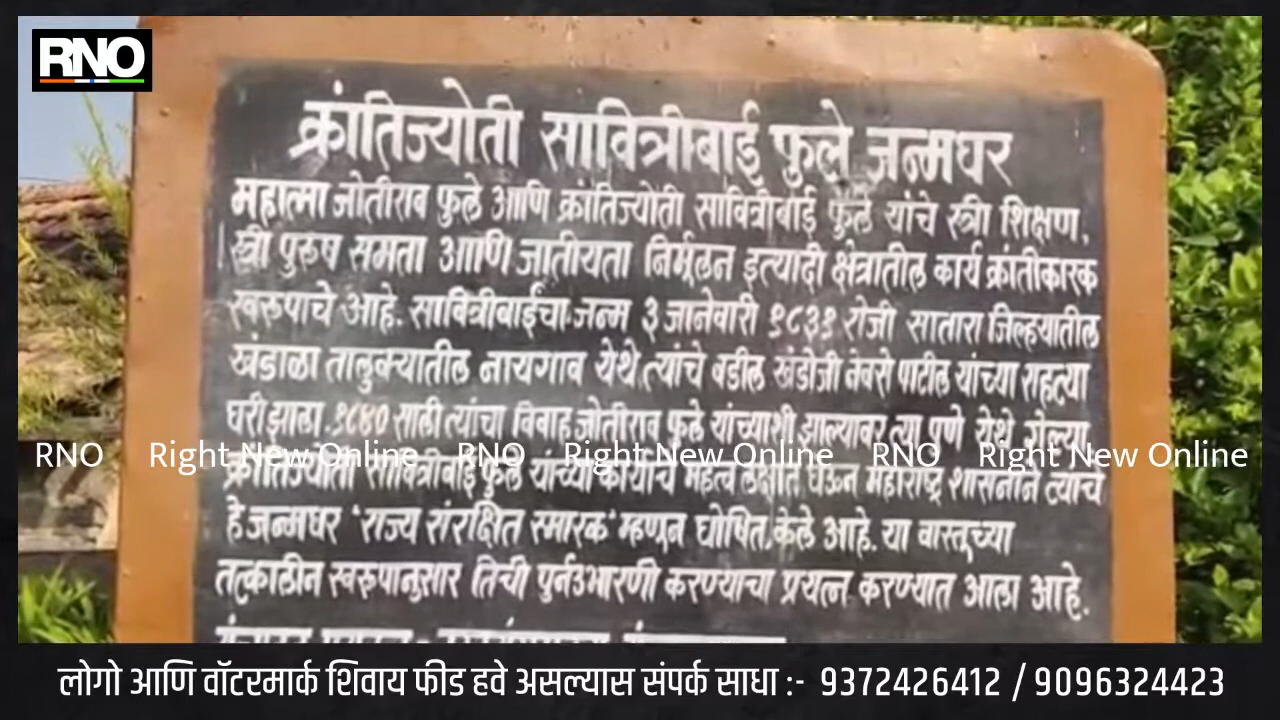 RNO
क्रांतिज्योती सावित्रीबाई फुले जन्मघर
महात्मा जोतीराव फुले आणि क्रांतिज्योती सावित्रीबाई फुले यांचे स्त्री शिक्षण,
स्त्री पुरुष समता आणि जातीयता निर्मूलन इत्यादी क्षेत्रातील कार्य क्रांतीकारक
स्वरुपाचे आहे. सावित्रीबाईंचा जन्म ३ जानेवारी १८३१ रोजी सातारा जिल्हयातील
खंडाळा तालुक्यातील नायगाव येथे त्यांचे वडील खंडोजी नेवसे पाटील यांच्या राहत्या
घरी झाला. १८४० साली त्यांचा विवाह जोतीराव फुले यांच्याशी झाल्यावर त्या पुणे येथे गेल्या
RNO Right New Online RNO Right New Online RNO Right New Online
क्रांतिज्योती सावित्रीबाई फुले यांच्या कार्याचे महत्व लक्षात घेऊन महाराष्ट्र शासनाने त्यांचे
हे जन्मघर 'राज्य संरक्षित स्मारक' म्हणून घोषित केले आहे. या वास्तूच्या
तत्कालीन स्वरुपानुसार तिची पुर्नउभारणी करण्याचा प्रयत्न करण्यात आला आहे.
लोगो आणि वॉटरमार्क शिवाय फीड हवे असल्यास संपर्क साधा :- 9372426412 / 9096324423